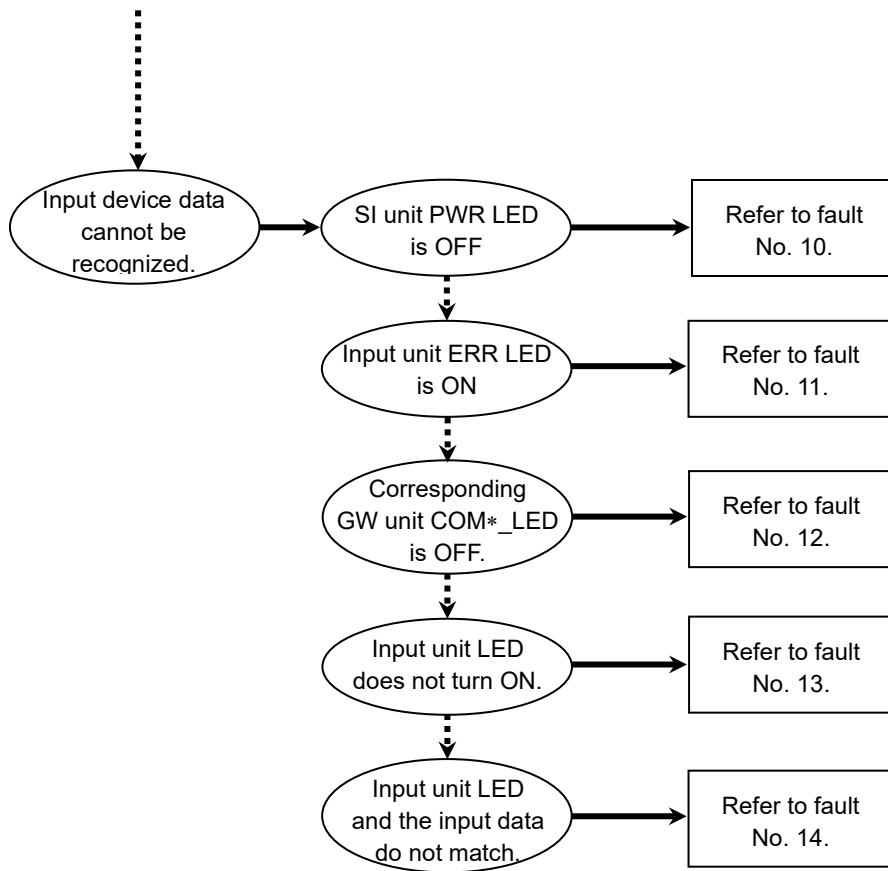 Input device data
cannot be
recognized.
SI unit PWR LED
is OFF
Refer to fault
No. 10.
Input unit ERR LED
is ON
Refer to fault
No. 11.
Corresponding
GW unit COM*_LED
is OFF.
Refer to fault
No. 12.
Input unit LED
does not turn ON.
Refer to fault
No. 13.
Input unit LED
and the input data
do not match.
Refer to fault
No. 14.